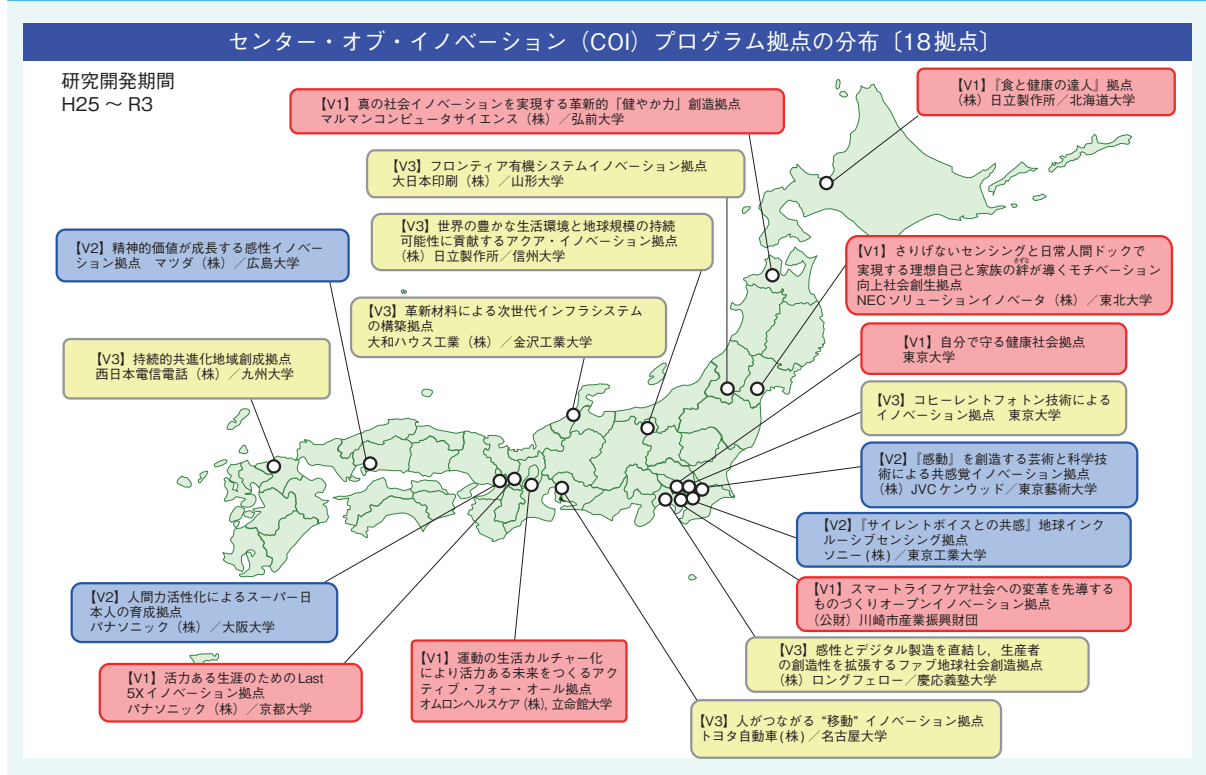 センター・オブ・イノベーション（COI）プログラム拠点の分布〔18拠点〕
研究開発期間
H25 ～ R3
【V1】『食と健康の達人』拠点
（株）日立製作所／北海道大学
【V1】真の社会イノベーションを実現する革新的「健やか力」創造拠点
マルマンコンピュータサイエンス（株）／弘前大学
【V3】フロンティア有機システムイノベーション拠点
大日本印刷（株）／山形大学
【V3】世界の豊かな生活環境と地球規模の持続
可能性に貢献するアクア・イノベーション拠点
（株）日立製作所／信州大学
【V2】精神的価値が成長する感性イノベー
ション拠点　マツダ（株）／広島大学
【V1】さりげないセンシングと日常人間ドックで
実現する理想自己と家族の絆が導くモチベーション
きずな
向上社会創生拠点
NECソリューションイノベータ（株）／東北大学
【V3】革新材料による次世代インフラシステム
の構築拠点
大和ハウス工業（株）／金沢工業大学
【V1】自分で守る健康社会拠点
東京大学
【V3】持続的共進化地域創成拠点
西日本電信電話（株）／九州大学
【V3】コヒーレントフォトン技術による
イノベーション拠点　東京大学
【V2】『感動』を創造する芸術と科学技
術による共感覚イノベーション拠点
（株）JVCケンウッド／東京藝術大学
【V2】『サイレントボイスとの共感』地球インク
ルーシブセンシング拠点
ソニー(株)／東京工業大学
【V2】人間力活性化によるスーパー日
本人の育成拠点
パナソニック（株）／大阪大学
【V1】スマートライフケア社会への変革を先導する
ものづくりオープンイノベーション拠点
（公財）川崎市産業振興財団
【V1】活力ある生涯のためのLast
5Xイノベーション拠点
パナソニック（株）／京都大学
【V1】運動の生活カルチャー化
により活力ある未来をつくるアク
ティブ・フォー・オール拠点
オムロンヘルスケア（株）, 立命館大学
【V3】感性とデジタル製造を直結し，生産者
の創造性を拡張するファブ地球社会創造拠点
（株）ロングフェロー／慶応義塾大学
【V3】人がつながる“移動”イノベーション拠点
トヨタ自動車(株)／名古屋大学